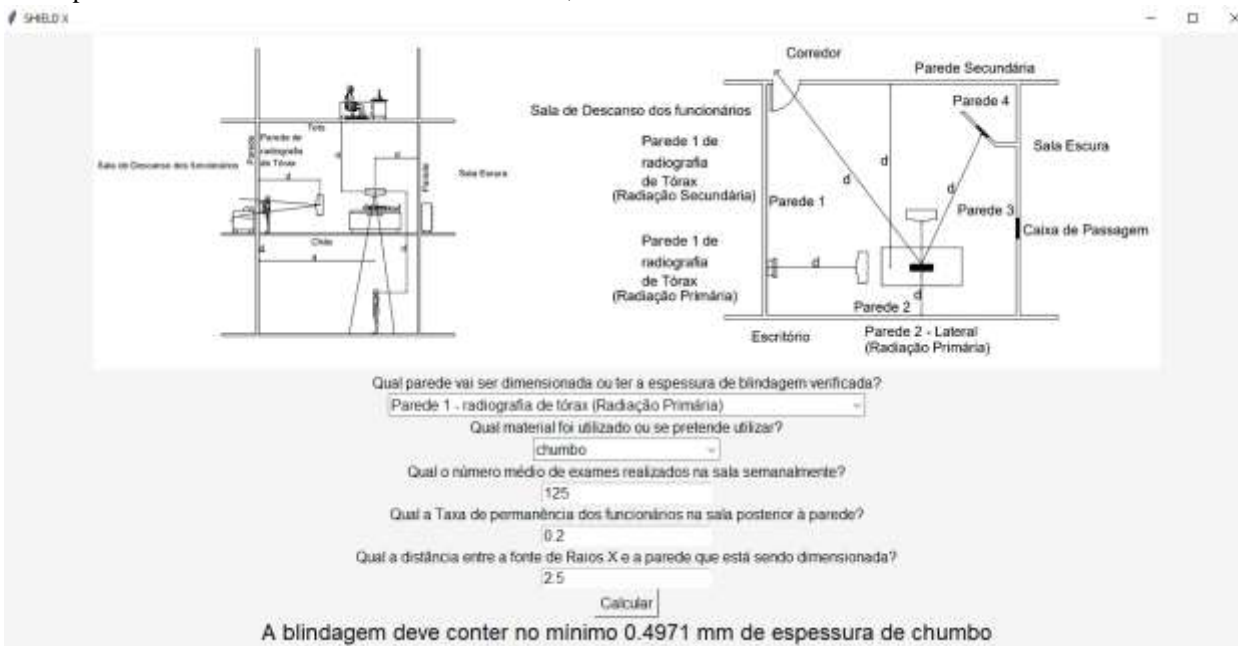 SHIELD X
Teto
Parede
Parede de
radiografia
de Tórax
Sala de Descanso dos funcionários
d
d
d
Parede
Sala Escura
Chão
d
d
d
Corredor
Parede Secundária
Sala de Descanso dos funcionários
Parede 4
Parede 1 de
radiografia
de Tórax
(Radiação Secundária)
Sala Escura
d
d
d
Parede 1
Parede 3
Caixa de Passagem
Parede 1 de
radiografia
de Tórax
(Radiação Primária)
d
d
Parede 2
Escritório
Parede 2 - Lateral
(Radiação Primária)
Qual parede vai ser dimensionada ou ter a espessura de blindagem verificada?
Parede 1 - radiografia de tórax (Radiação Primária)
Qual material foi utilizado ou se pretende utilizar?
chumbo
Qual o número médio de exames realizados na sala semanalmente?
125
Qual a Taxa de permanência dos funcionários na sala posterior à parede?
0.2
Qual a distância entre a fonte de Raios X e a parede que está sendo dimensionada?
2.5
Calcular
A blindagem deve conter no mínimo 0.4971 mm de espessura de chumbo